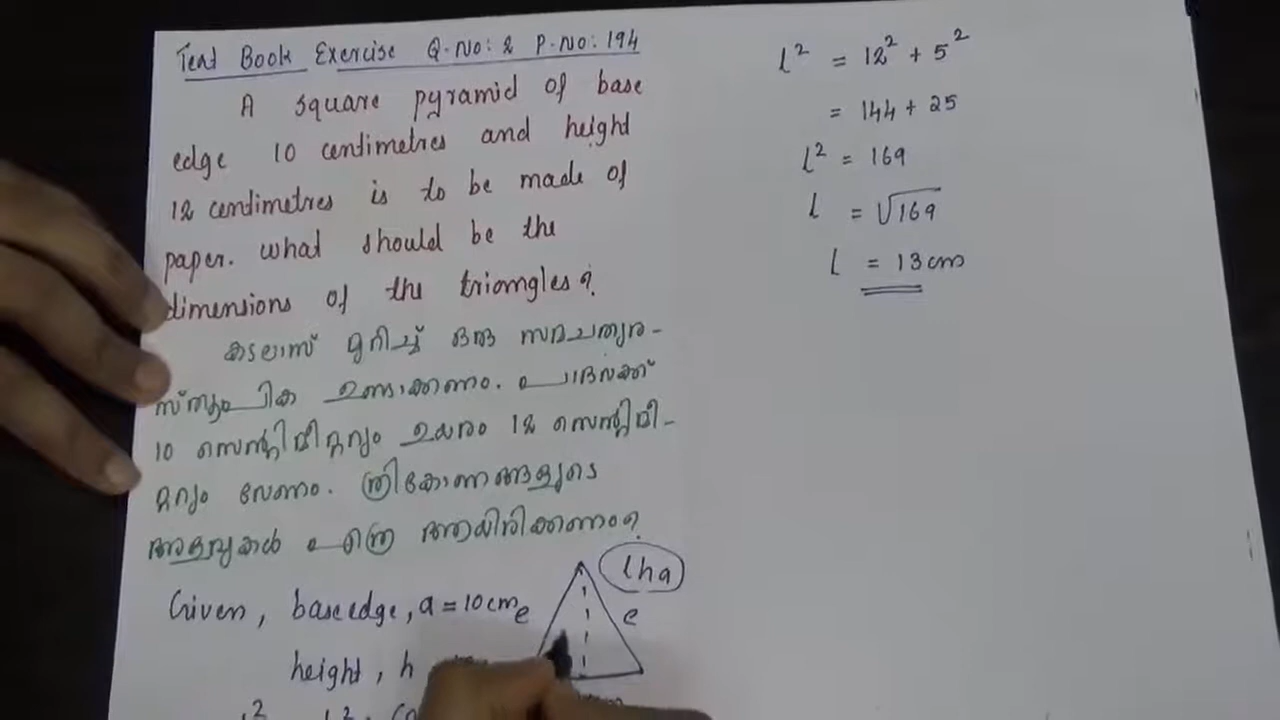 Text Book Exercise Q.No: 2 P.No: 194
A square pyramid of base
edge 10 centimetres and height
12 centimetres is to be made of
paper. what should be the
dimensions of the triangles?
കടലാസ് മുറിച്ച് ഒരു സമചതുര-
സ്തൂപിക ഉണ്ടാക്കണം. പാദവക്ക്
10 സെന്റിമീറ്ററും ഉയരം 12 സെന്റിമീ-
റ്ററും വേണം. ത്രികോണങ്ങളുടെ
അളവുകൾ എത്ര ആയിരിക്കണം?
Given, base edge, a = 10 cm
height, h
l²
e
e
lha
l² = 12² + 5²
= 144 + 25
l² = 169
l = √169
l = 13 cm